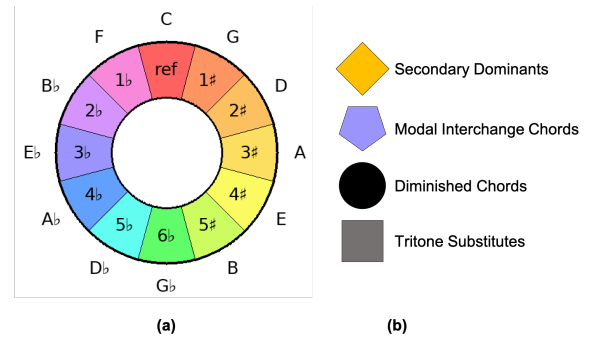 C
F
G
ref
1♭
1♯
B♭
D
2♭
2♯
E♭
3♭
3♯
A
4♭
4♯
A♭
E
5♭
5♯
6♭
D♭
B
G♭
Secondary Dominants
Modal Interchange Chords
Diminished Chords
Tritone Substitutes
(a)
(b)